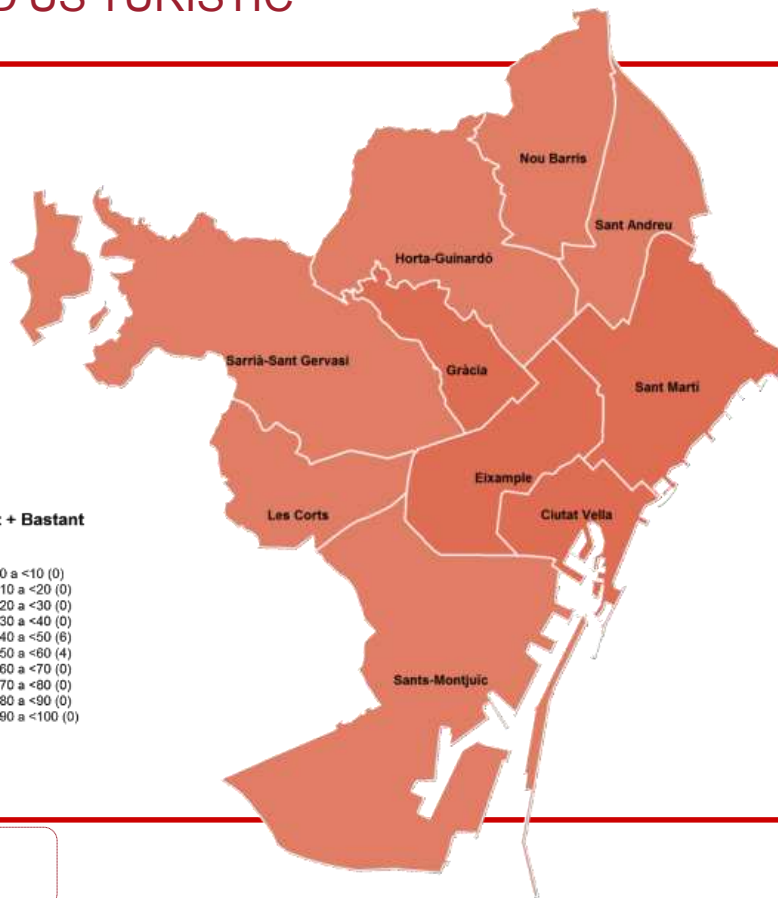 D'ÚS TURÍSTIC
Nou Barris
Sant Andreu
Horta-Guinardó
Sarrià-Sant Gervasi
Gràcia
Sant Martí
Eixample
Les Corts
Ciutat Vella
Sants-Montjuïc
+ Bastant
0 a <10 (0)
10 a <20 (0)
20 a <30 (0)
30 a <40 (0)
40 a <50 (6)
50 a <60 (4)
60 a <70 (0)
70 a <80 (0)
80 a <90 (0)
90 a <100 (0)